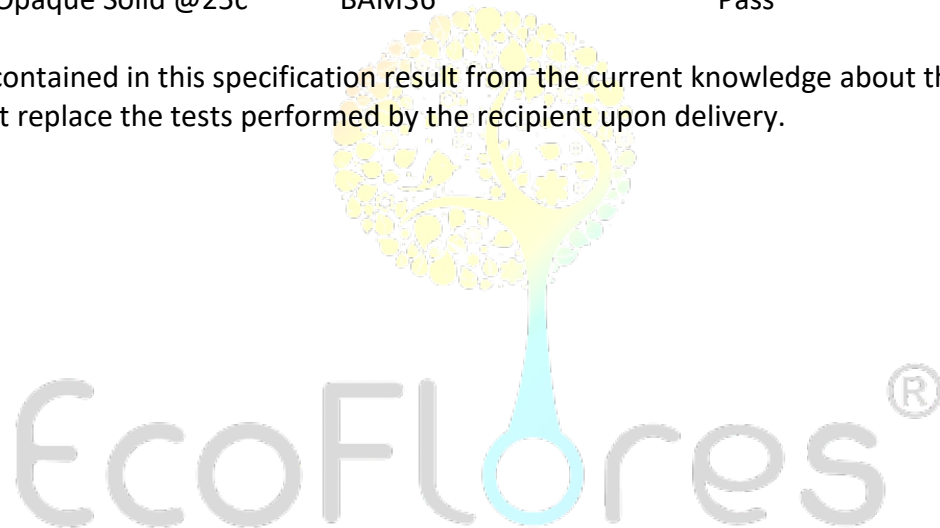 Opaque Solid @25c BAM36 Pass
contained in this specification result from the current knowledge about th
t replace the tests performed by the recipient upon delivery.
EcoFlores®